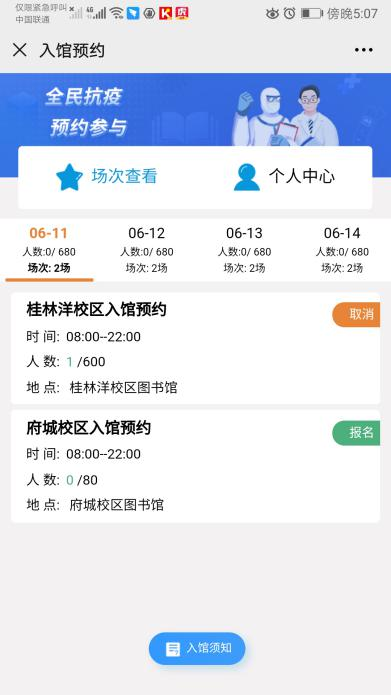 仅限紧急呼叫
中国联通
4G
傍晚5:07
入馆预约
全民抗疫
预约参与
场次查看
个人中心
06-11
人数:0/ 680
场次: 2场
06-12
人数:0/ 680
场次: 2场
06-13
人数:0/ 680
场次: 2场
06-14
人数:0/ 680
场次: 2场
桂林洋校区入馆预约
取消
时 间: 08:00--22:00
人 数: 1 /600
地 点: 桂林洋校区图书馆
府城校区入馆预约
报名
时 间: 08:00--22:00
人 数: 0 /80
地 点: 府城校区图书馆
入馆须知